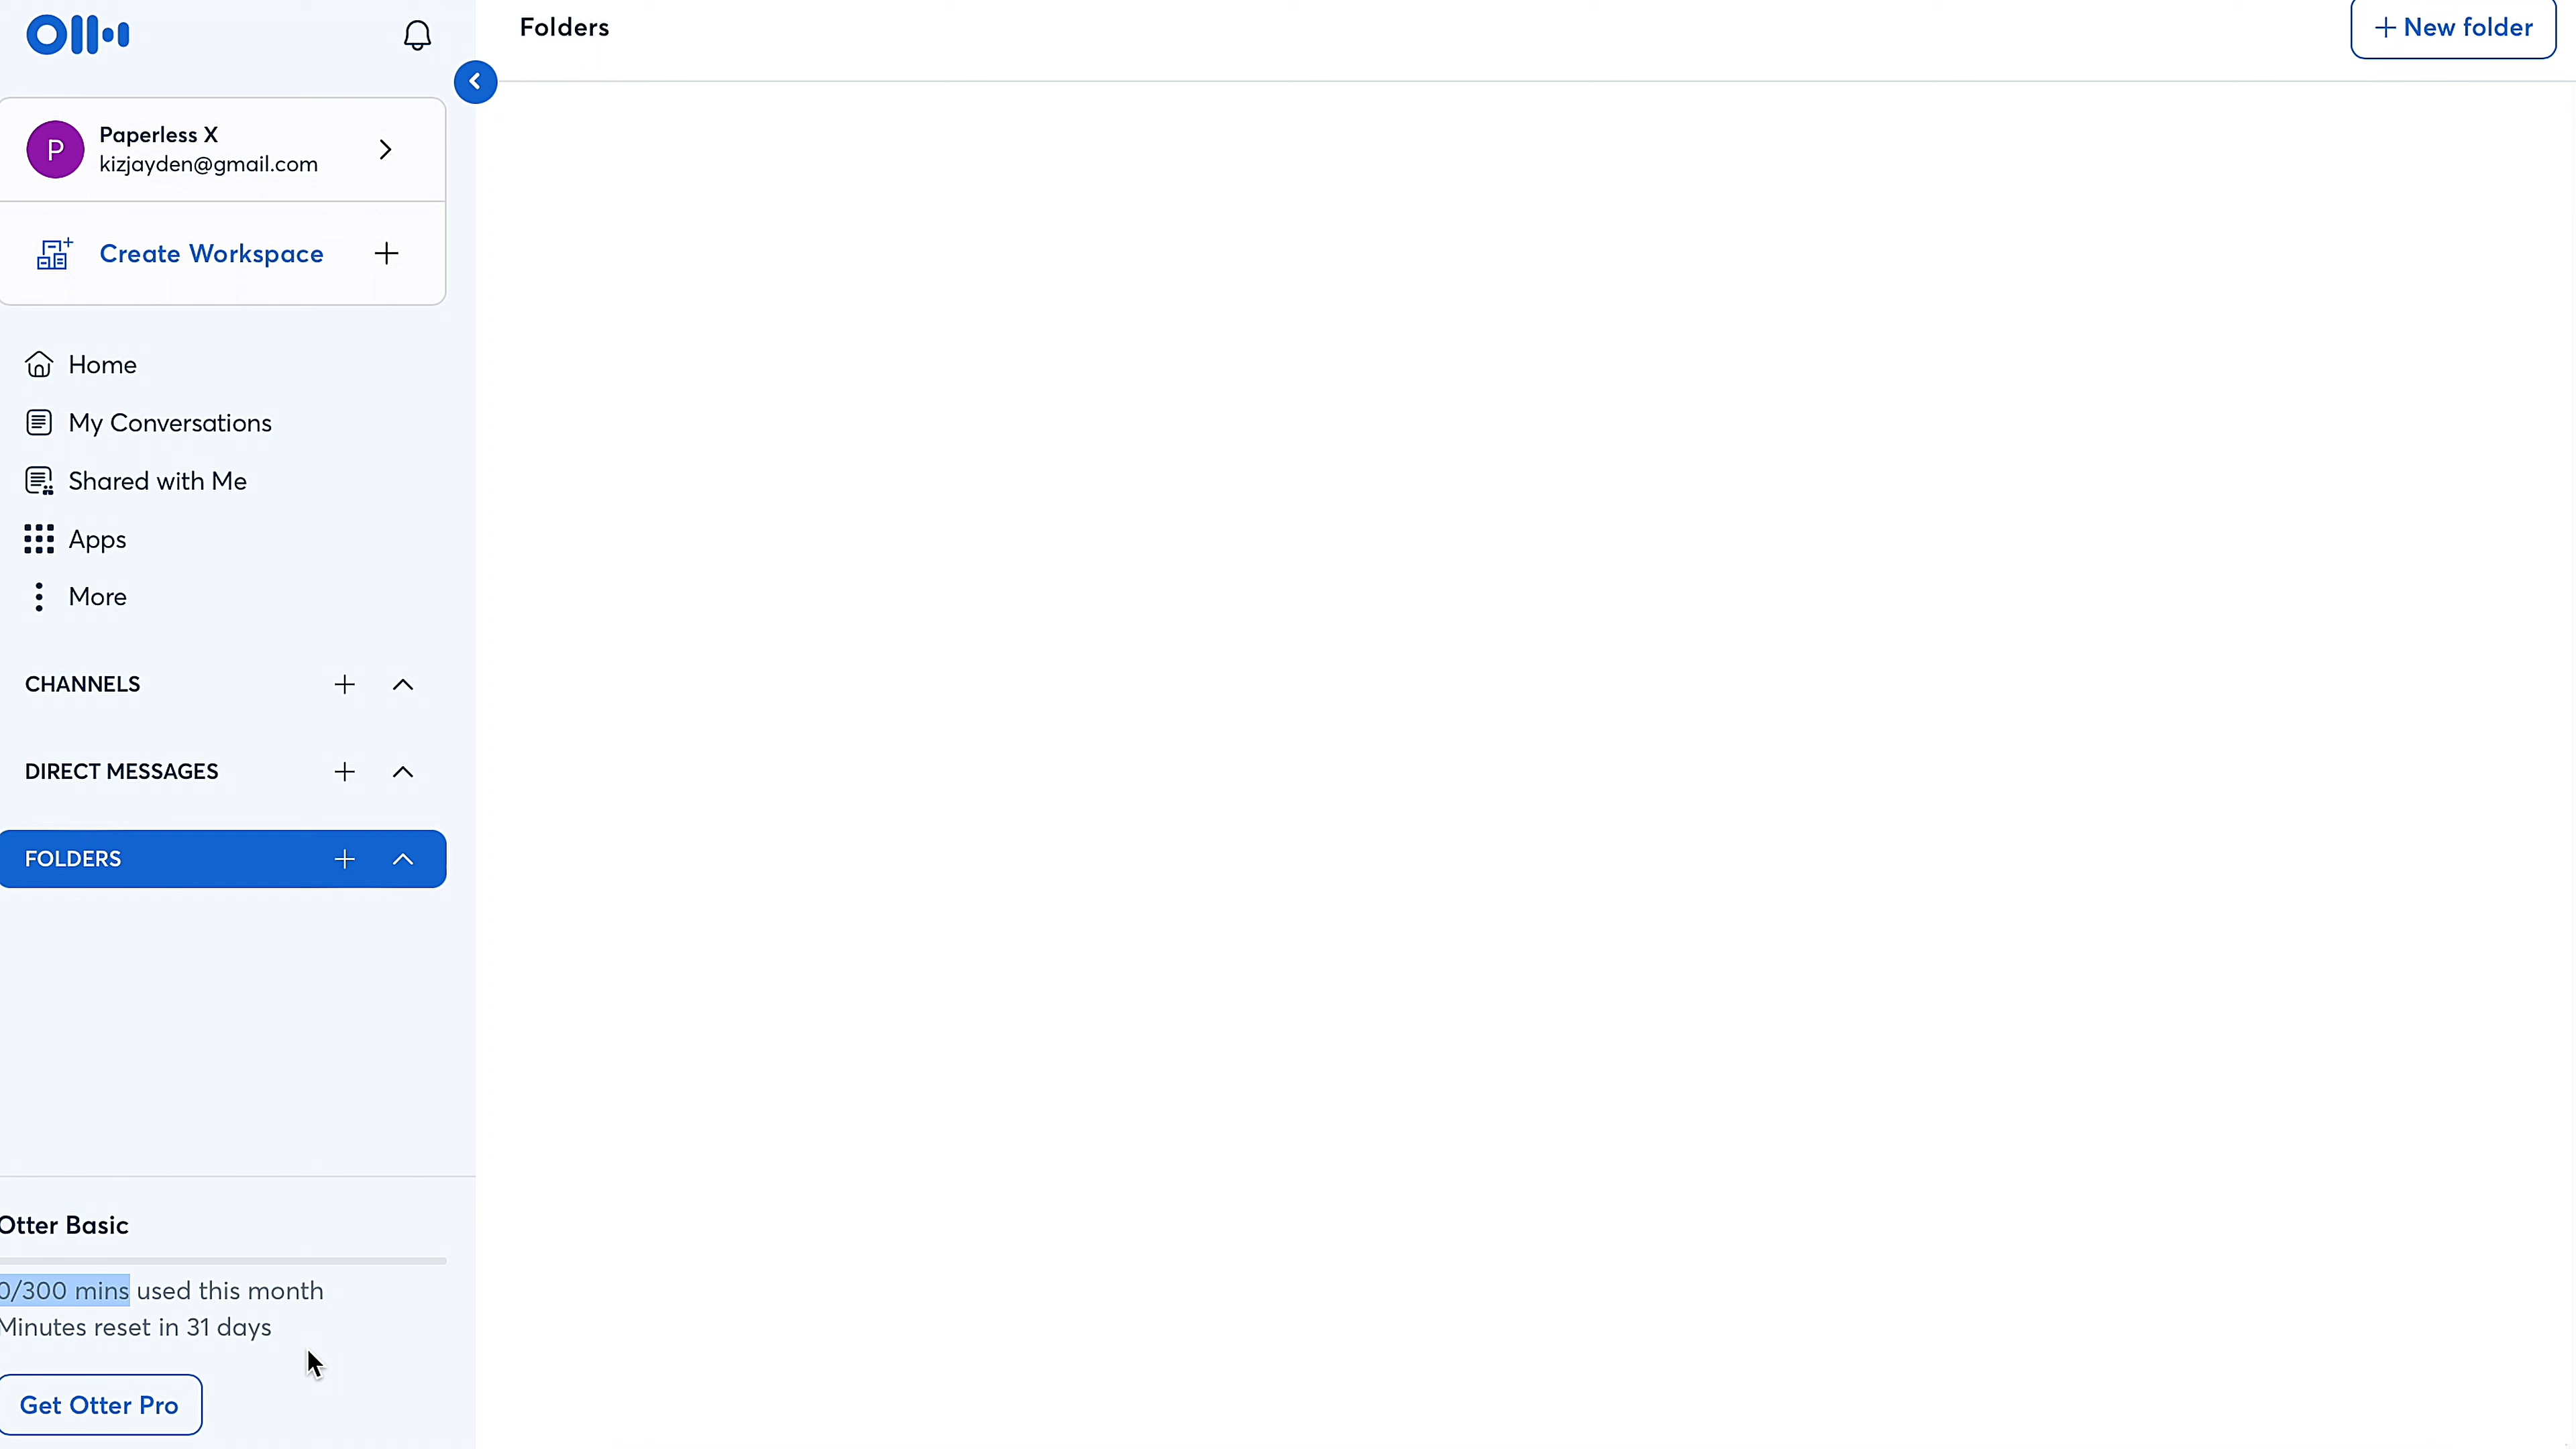 Folders
New folder
P
Paperless X
kizjayden@gmail.com
Create Workspace
Home
My Conversations
Shared with Me
Apps
More
CHANNELS
DIRECT MESSAGES
FOLDERS
Otter Basic
0/300 mins used this month
Minutes reset in 31 days
Get Otter Pro